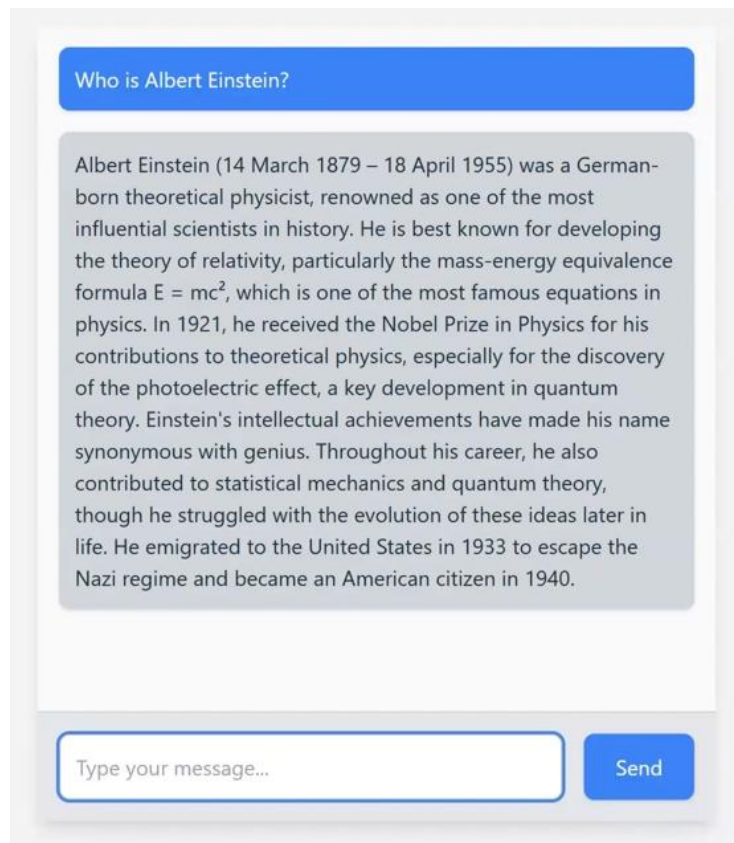 Who is Albert Einstein?
Albert Einstein (14 March 1879 – 18 April 1955) was a German-
born theoretical physicist, renowned as one of the most
influential scientists in history. He is best known for developing
the theory of relativity, particularly the mass-energy equivalence
formula E = mc², which is one of the most famous equations in
physics. In 1921, he received the Nobel Prize in Physics for his
contributions to theoretical physics, especially for the discovery
of the photoelectric effect, a key development in quantum
theory. Einstein's intellectual achievements have made his name
synonymous with genius. Throughout his career, he also
contributed to statistical mechanics and quantum theory,
though he struggled with the evolution of these ideas later in
life. He emigrated to the United States in 1933 to escape the
Nazi regime and became an American citizen in 1940.
Type your message...
Send